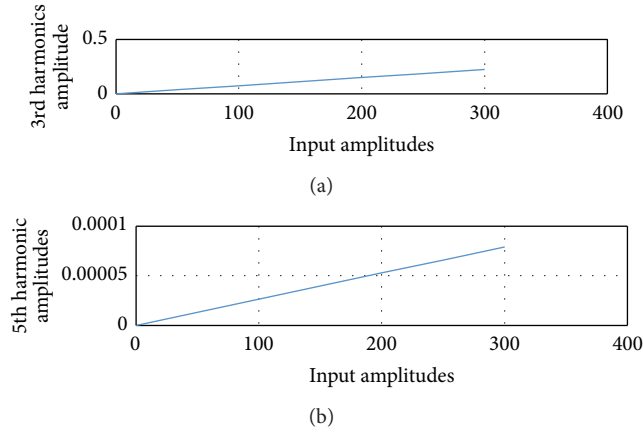 3rd harmonics
amplitude
0.5
0
0
100
200
300
400
Input amplitudes
(a)
5th harmonic
amplitudes
0.0001
0.00005
0
0
100
200
300
400
Input amplitudes
(b)